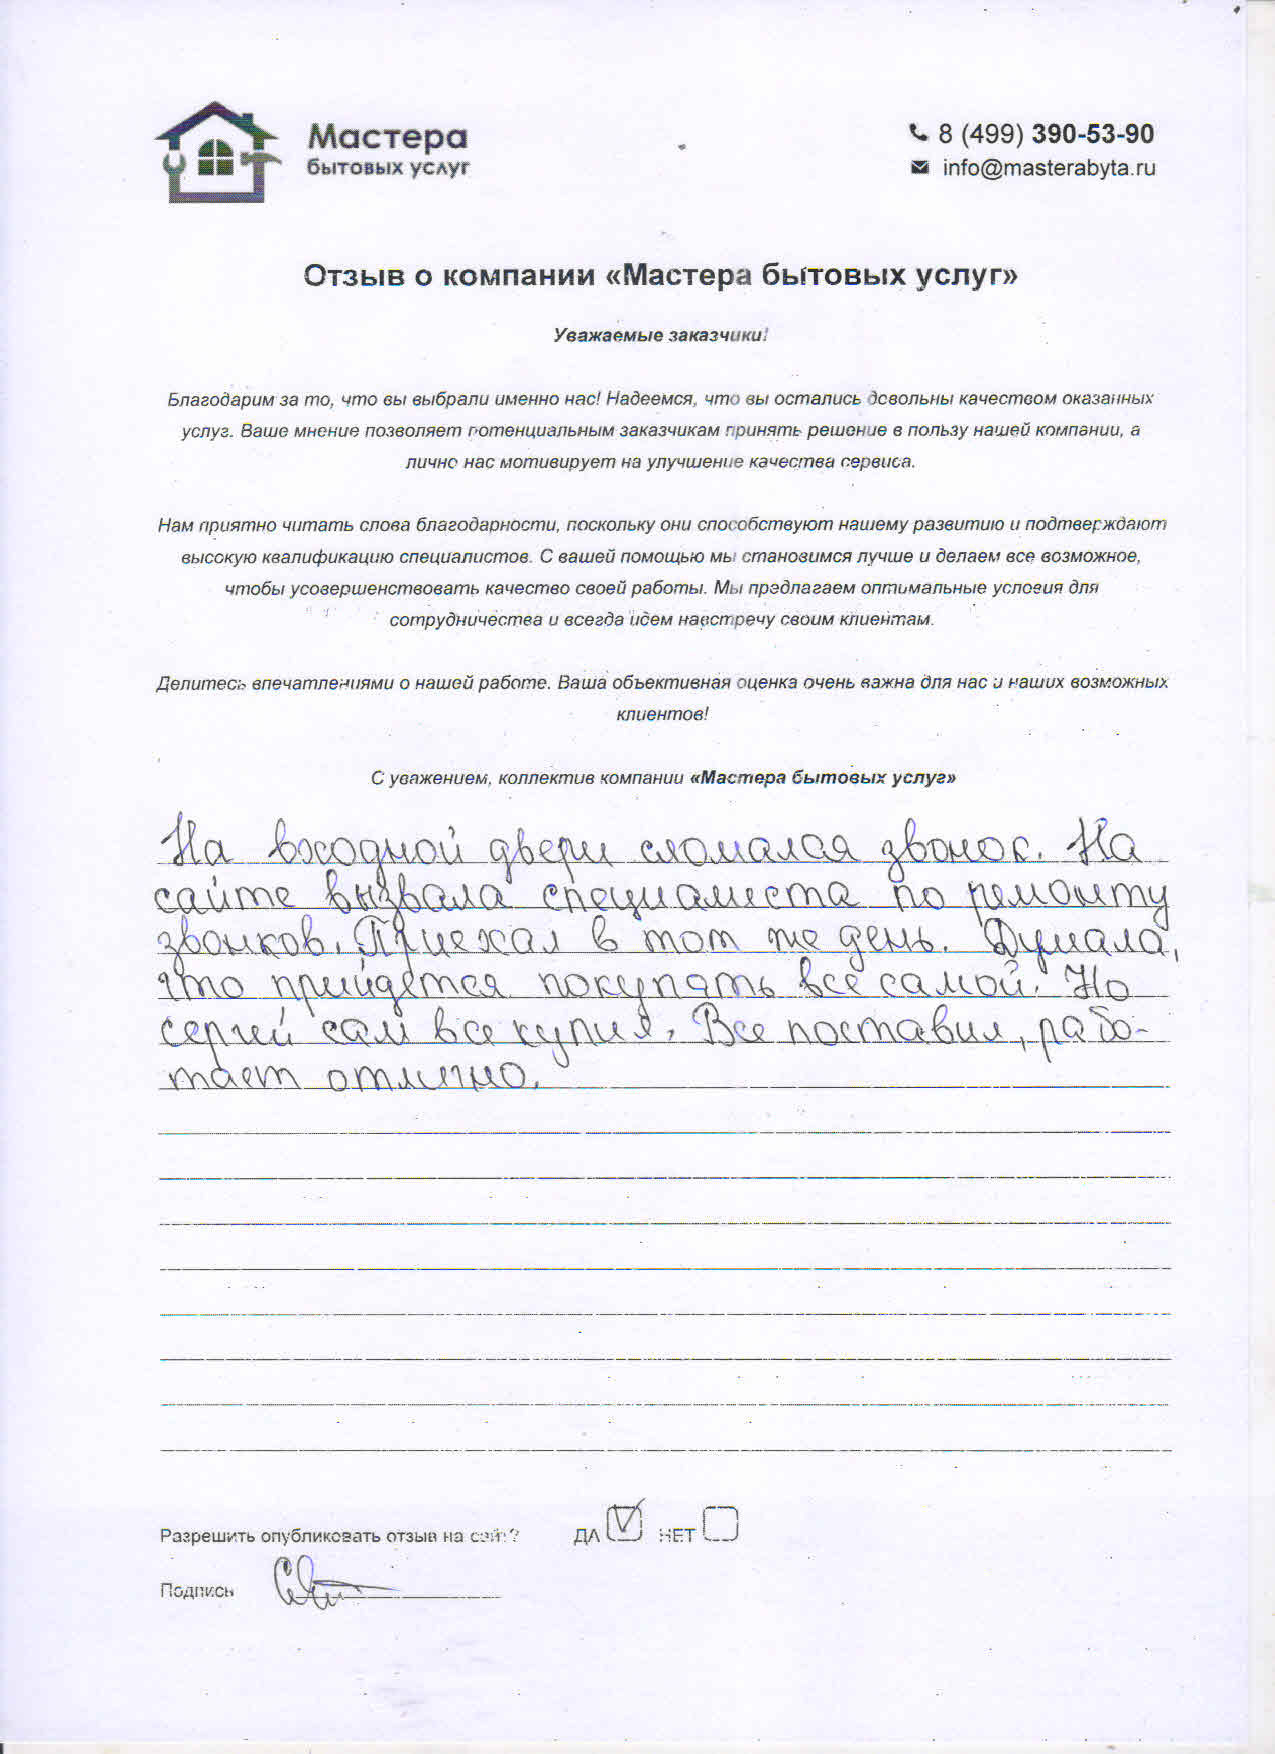 Мастера
бытовых услуг
8 (499) 390-53-90
info@masterabyta.ru
Отзыв о компании «Мастера бытовых услуг»
Уважаемые заказчики!
Благодарим за то, что вы выбрали именно нас! Надеемся, что вы остались довольны качеством оказанных
услуг. Ваше мнение позволяет потенциальным заказчикам принять решение в пользу нашей компании, а
лично нас мотивирует на улучшение качества сервиса.
Нам приятно читать слова благодарности, поскольку они способствуют нашему развитию и подтверждают
высокую квалификацию специалистов. С вашей помощью мы становимся лучше и делаем все возможное,
чтобы усовершенствовать качество своей работы. Мы предлагаем оптимальные условия для
сотрудничества и всегда идем навстречу своим клиентам.
Делитесь впечатлениями о нашей работе. Ваша объективная оценка очень важна для нас и наших возможных
клиентов!
С уважением, коллектив компании «Мастера бытовых услуг»
На входной двери сломался звонок. На
сайте вызвала специалиста по ремонту
звонков. Приехал в тот же день. Думала,
что прийдется покупать все самой. Но
сергий сам все купил. Все поставил, рабо-
тает отлично.
Разрешить опубликовать отзыв на сайт? ДА НЕТ
Подпись